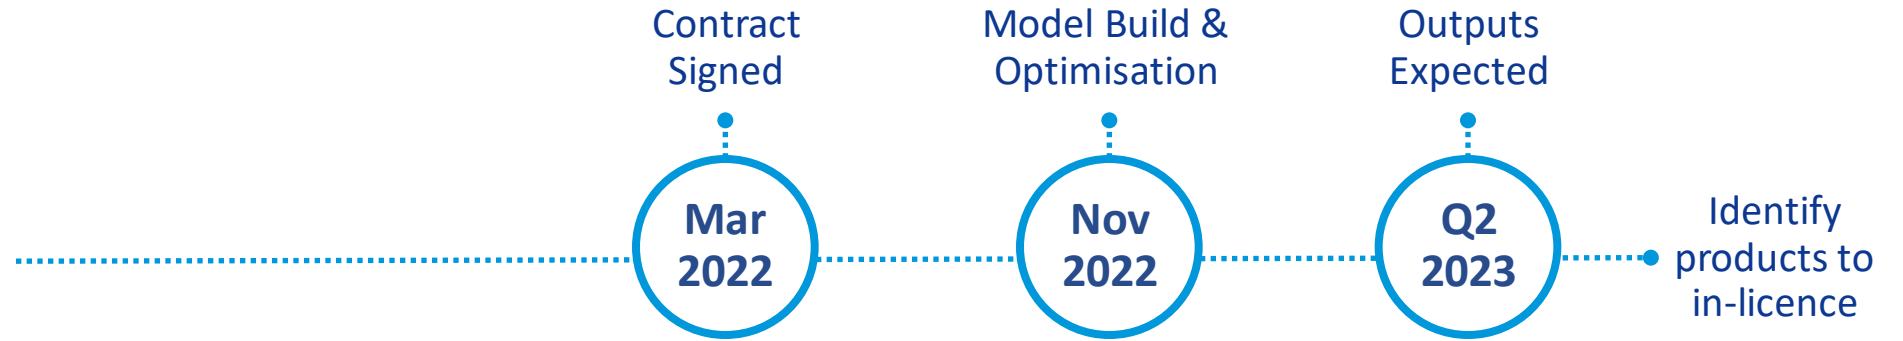 Contract
Signed
Model Build &
Optimisation
Outputs
Expected
Mar
2022
Nov
2022
Q2
2023
Identify
products to
in-licence